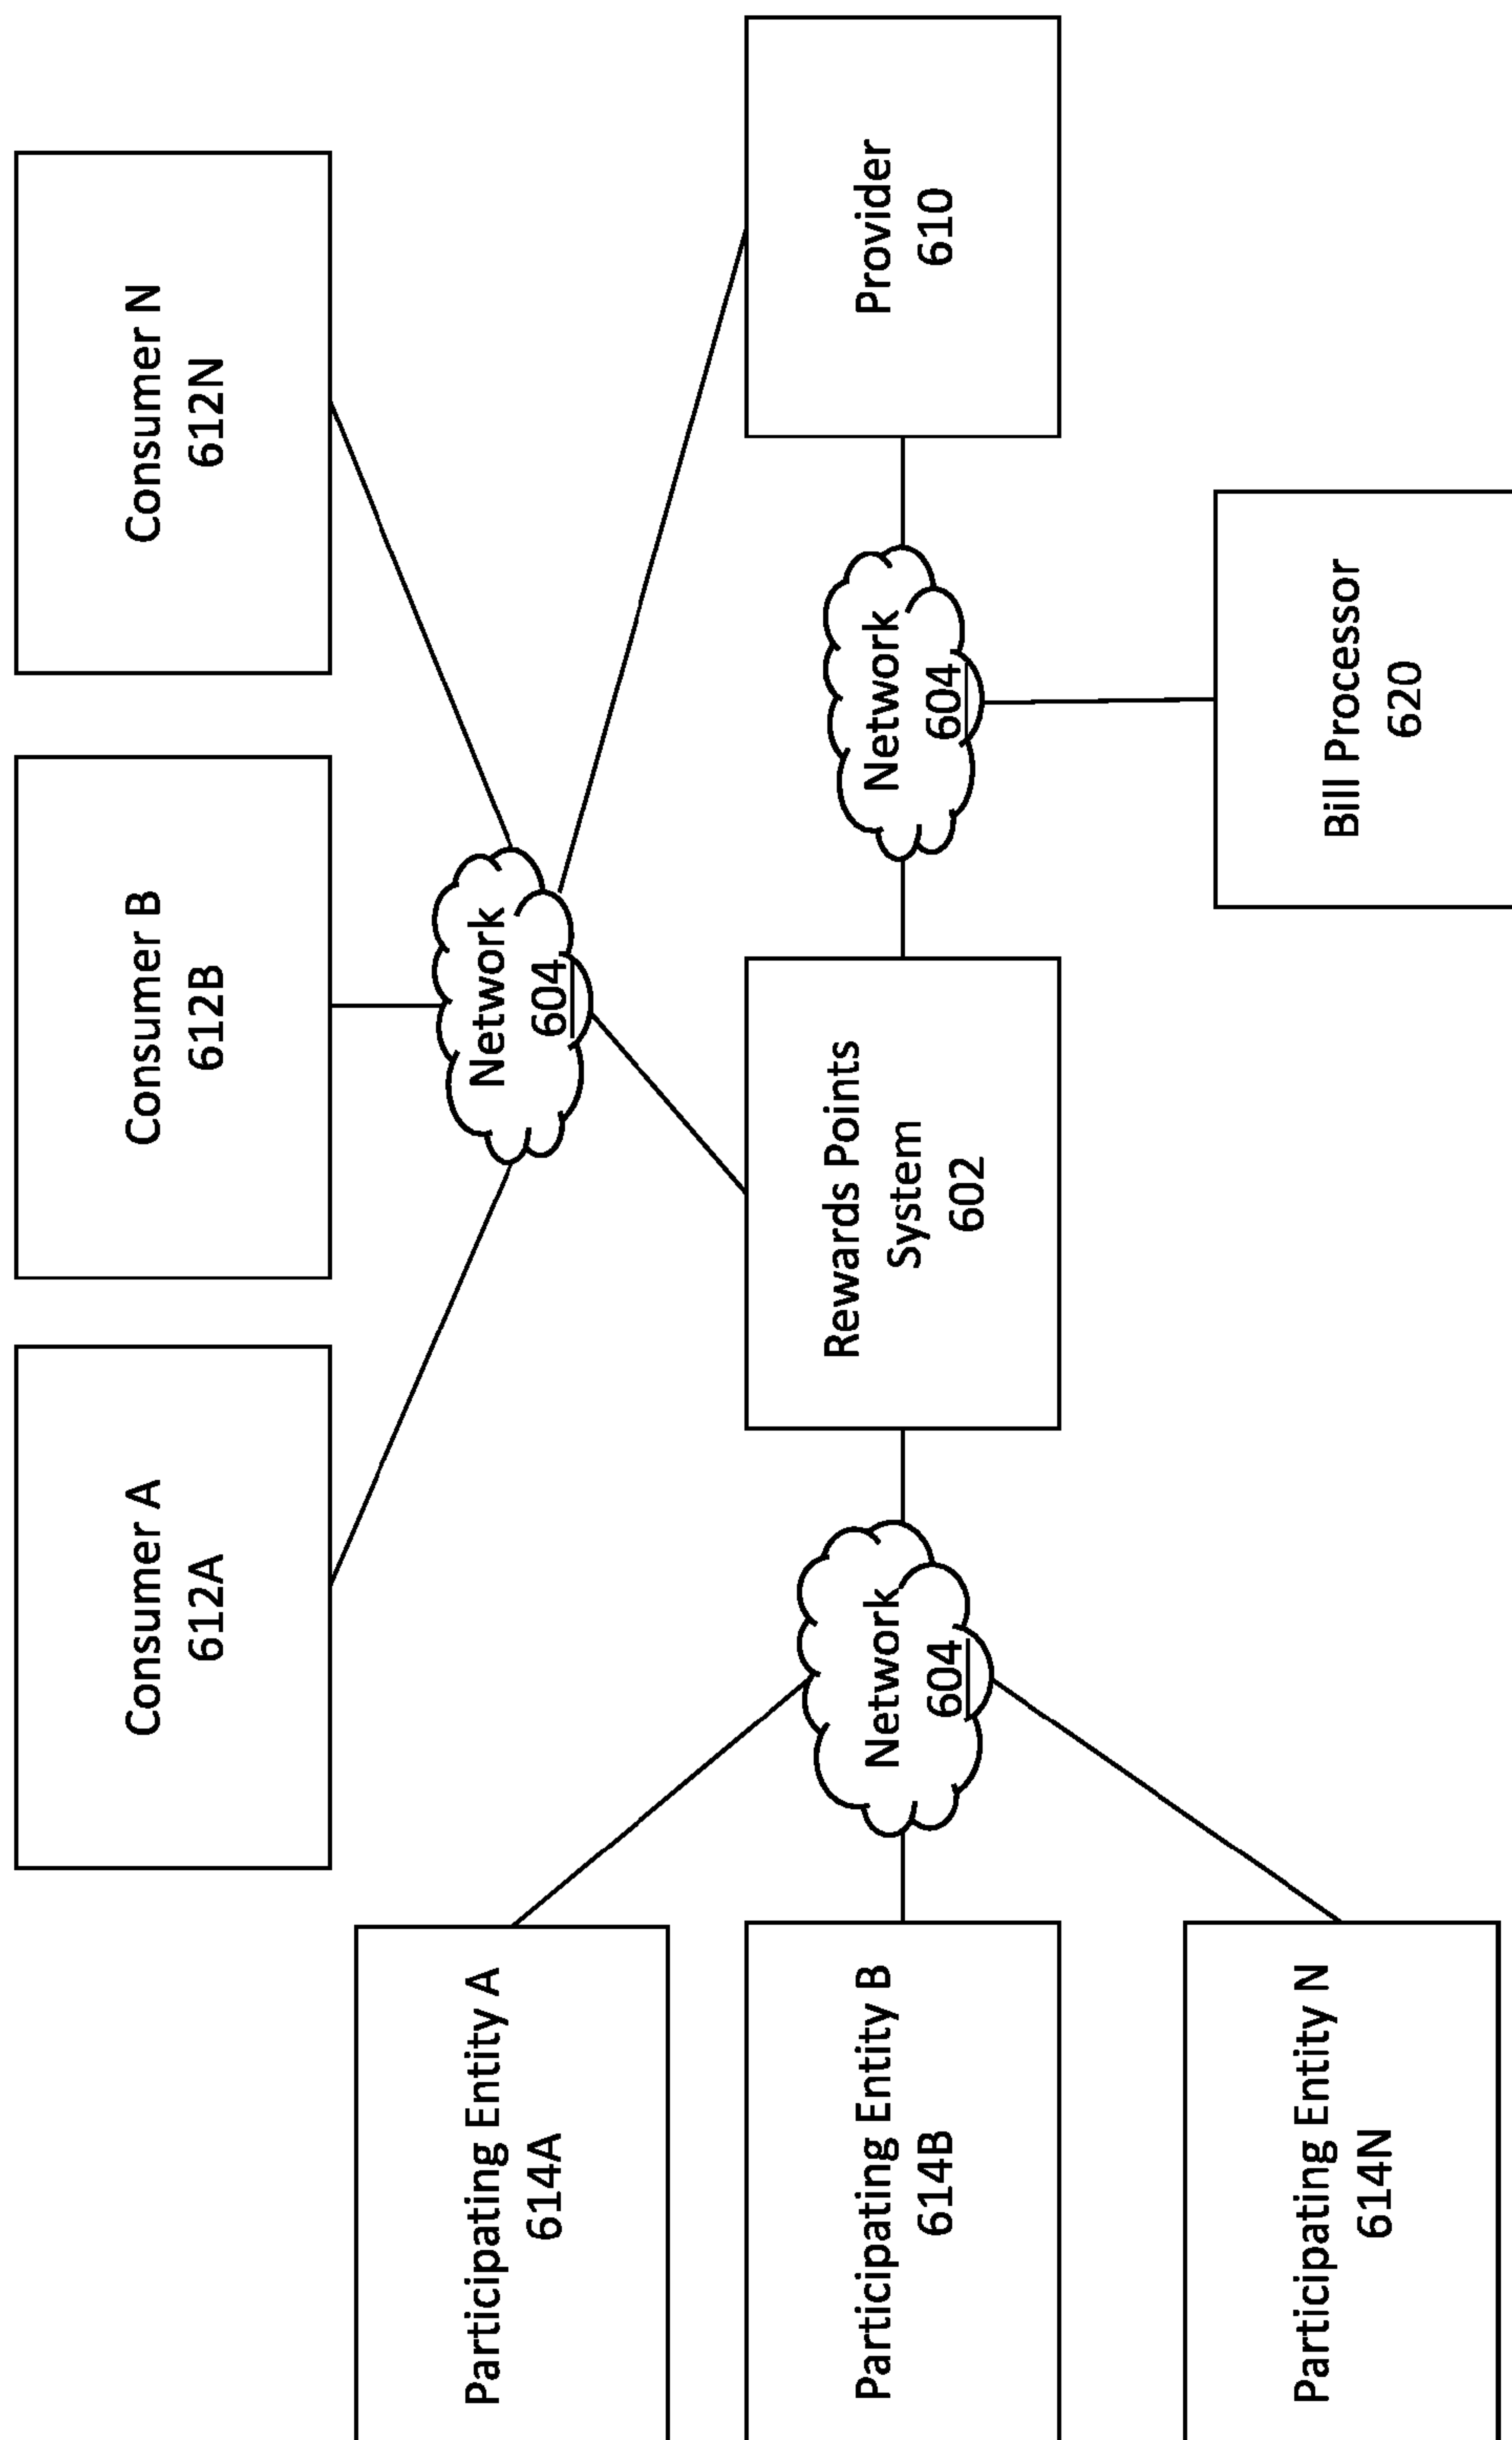 Consumer A
612A
Consumer B
612B
Consumer N
612N
Network
604
Participating Entity A
614A
Participating Entity B
614B
Participating Entity N
614N
Network
604
Rewards Points
System
602
Network
604
Provider
610
Bill Processor
620